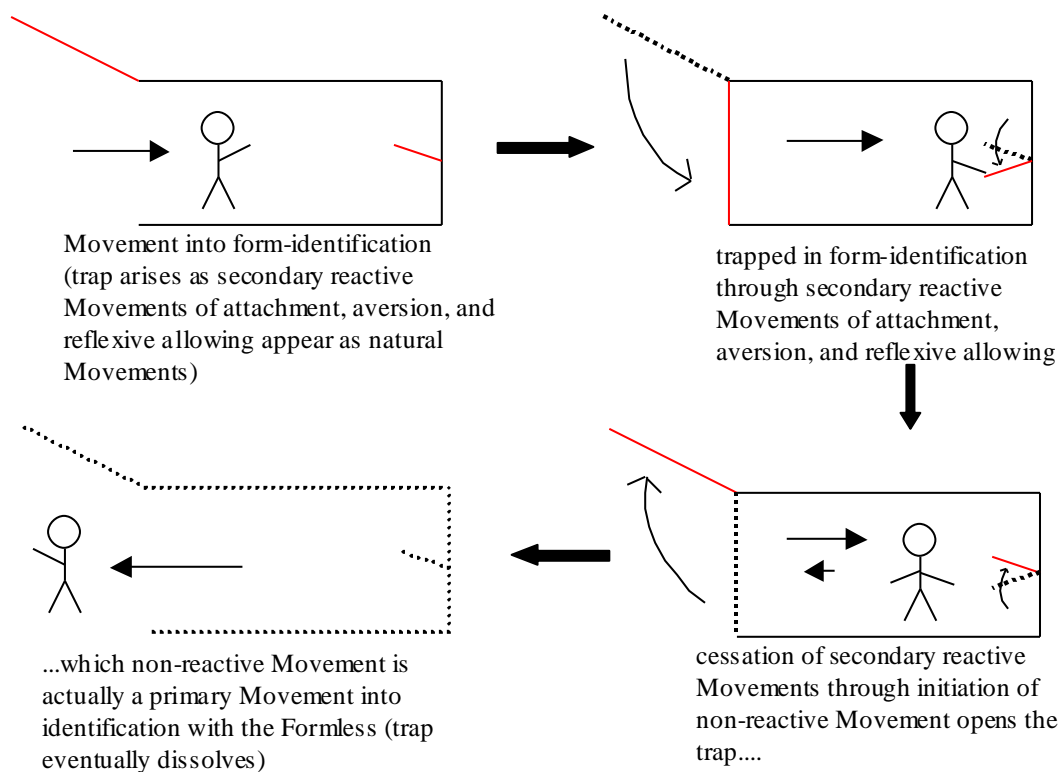 Movement into form-identification
(trap arises as secondary reactive
Movements of attachment, aversion, and
reflexive allowing appear as natural
Movements)
trapped in form-identification
through secondary reactive
Movements of attachment,
aversion, and reflexive allowing
cessation of secondary reactive
Movements through initiation of
non-reactive Movement opens the
trap....
...which non-reactive Movement is
actually a primary Movement into
identification with the Formless (trap
eventually dissolves)